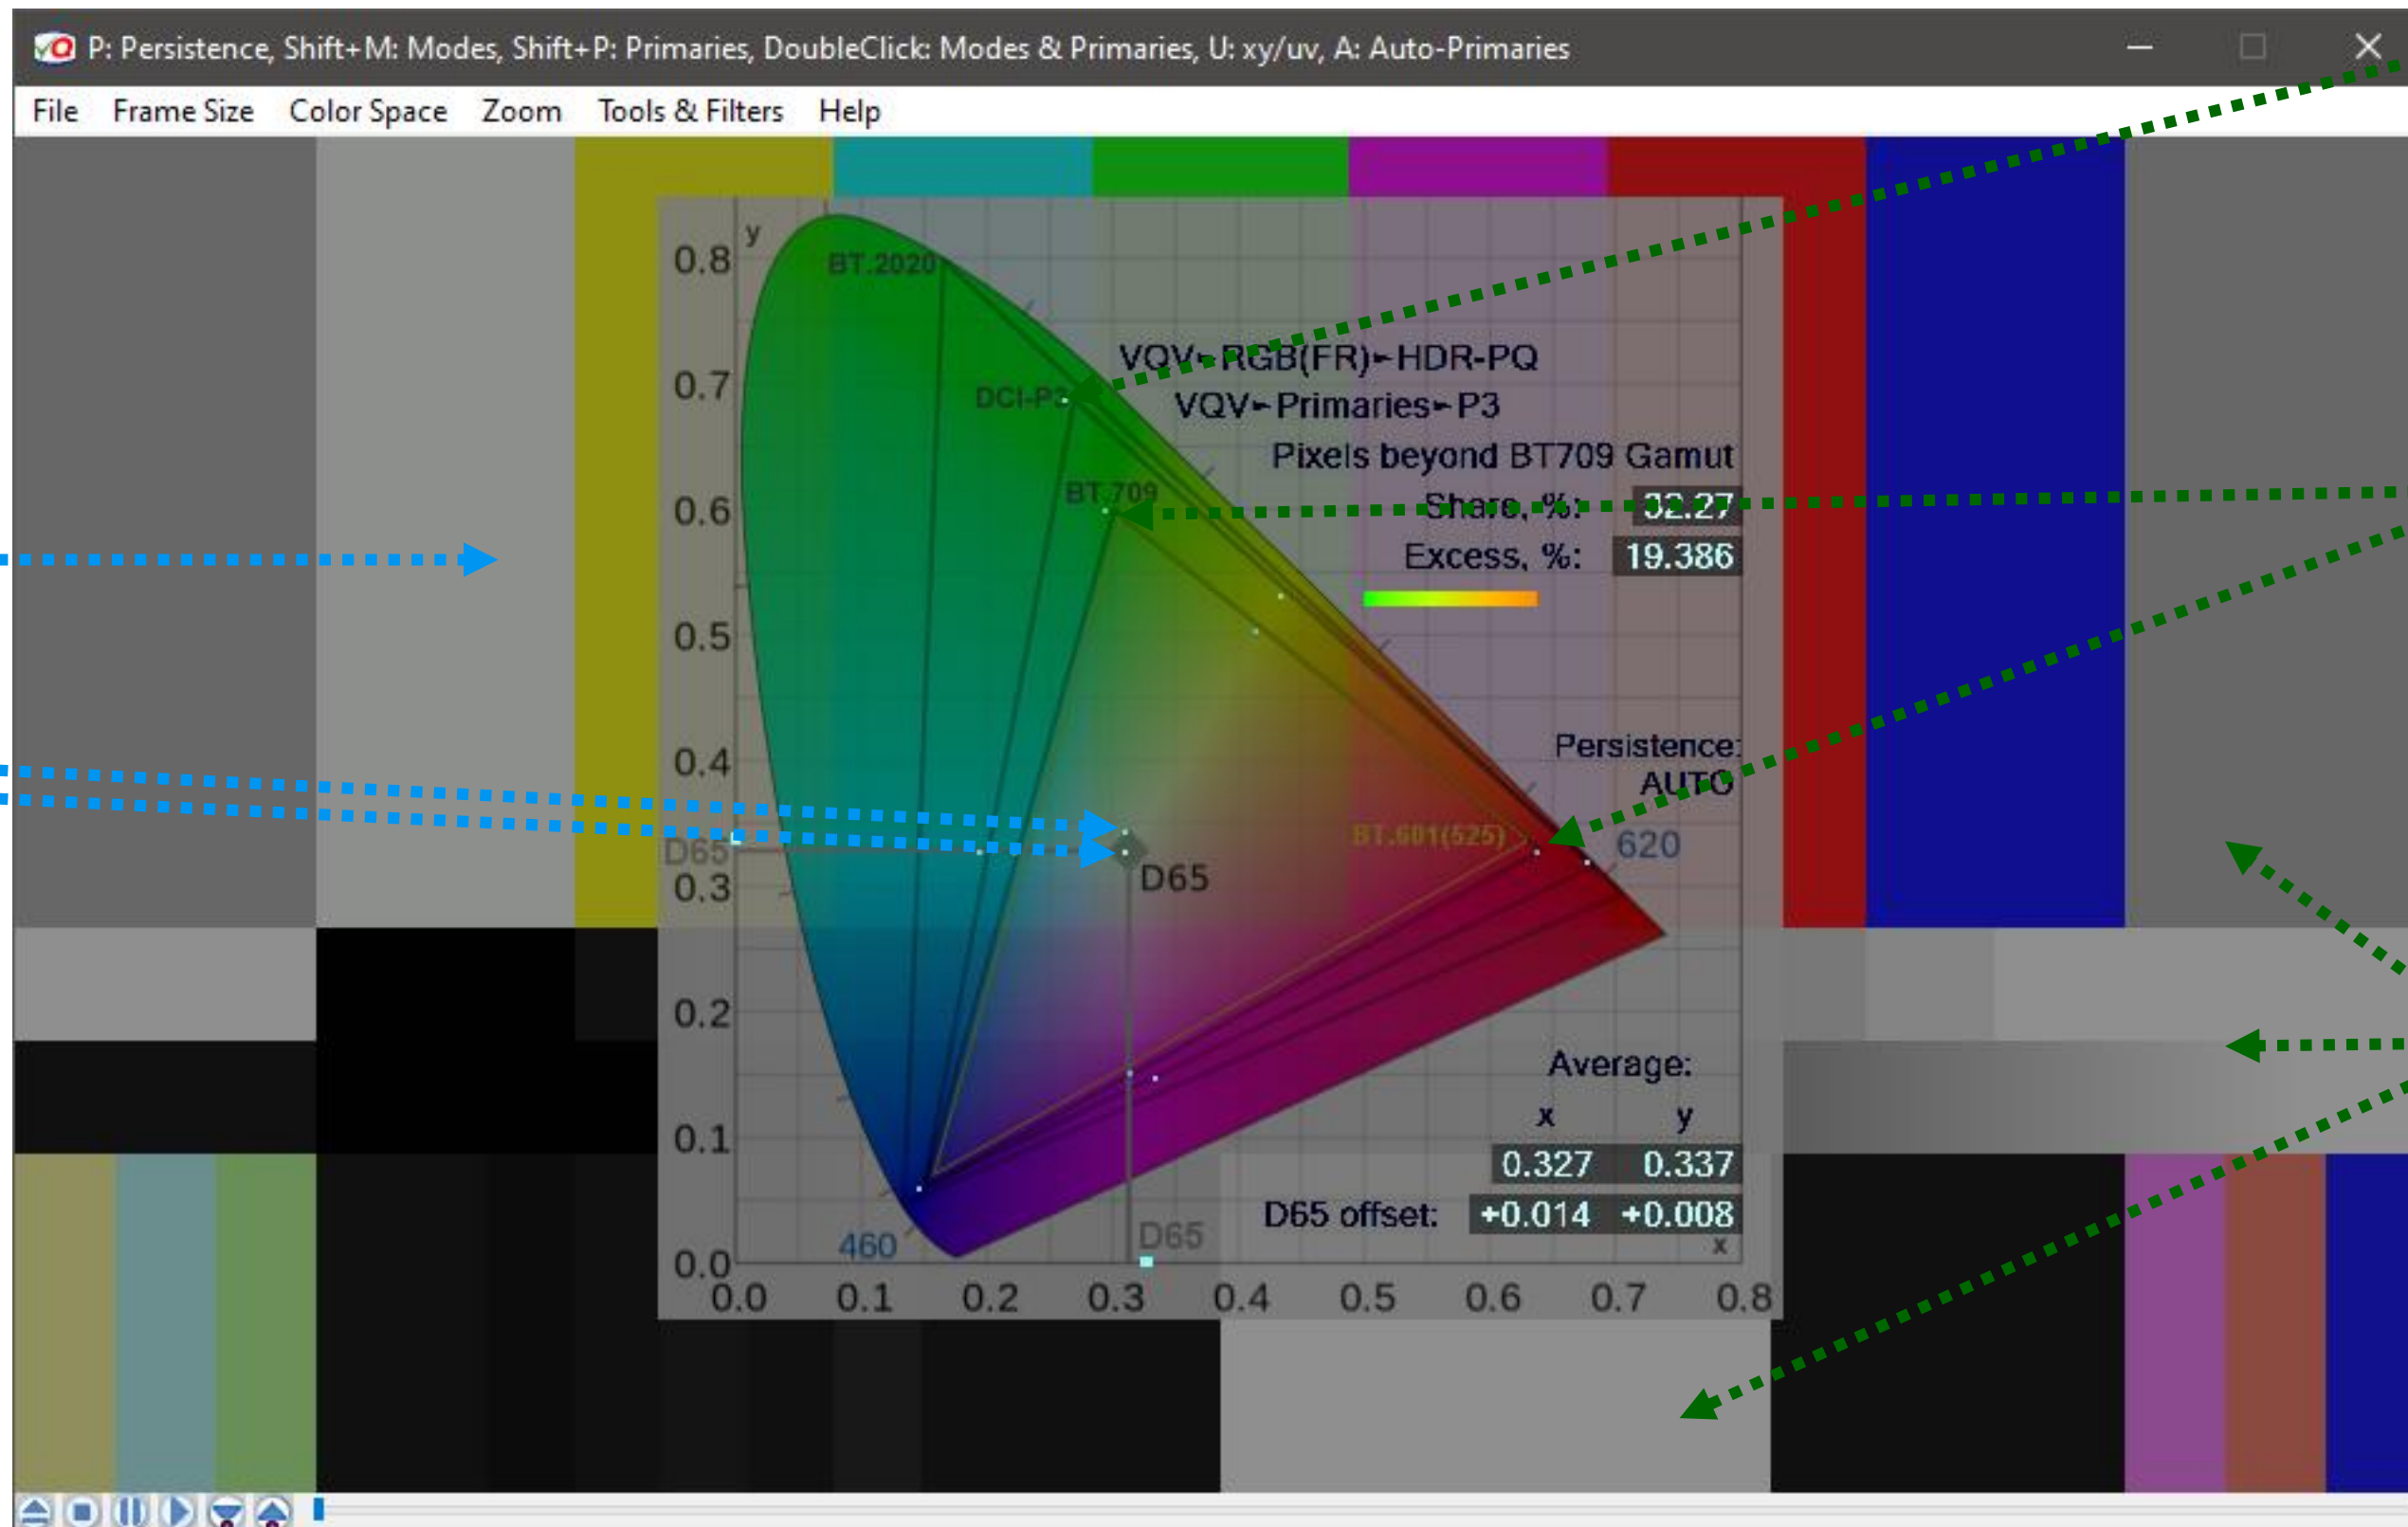 P: Persistence, Shift+M: Modes, Shift+P: Primaries, DoubleClick: Modes & Primaries, U: xy/uv, A: Auto-Primaries
File Frame Size Color Space Zoom Tools & Filters Help
y
0.8
BT.2020
VQV►RGB(FR)►HDR-PQ
0.7
DCI-P3
VQV►Primaries►P3
Pixels beyond BT709 Gamut
BT.709
0.6
Share, %: 32.27
Excess, %: 19.386
0.5
0.4
Persistence:
AUTO
BT.601(525)
620
D65
D65
0.3
0.2
Average:
x y
0.1
0.327 0.337
D65 offset: +0.014 +0.008
460
D65
x
0.0
0.0 0.1 0.2 0.3 0.4 0.5 0.6 0.7 0.8